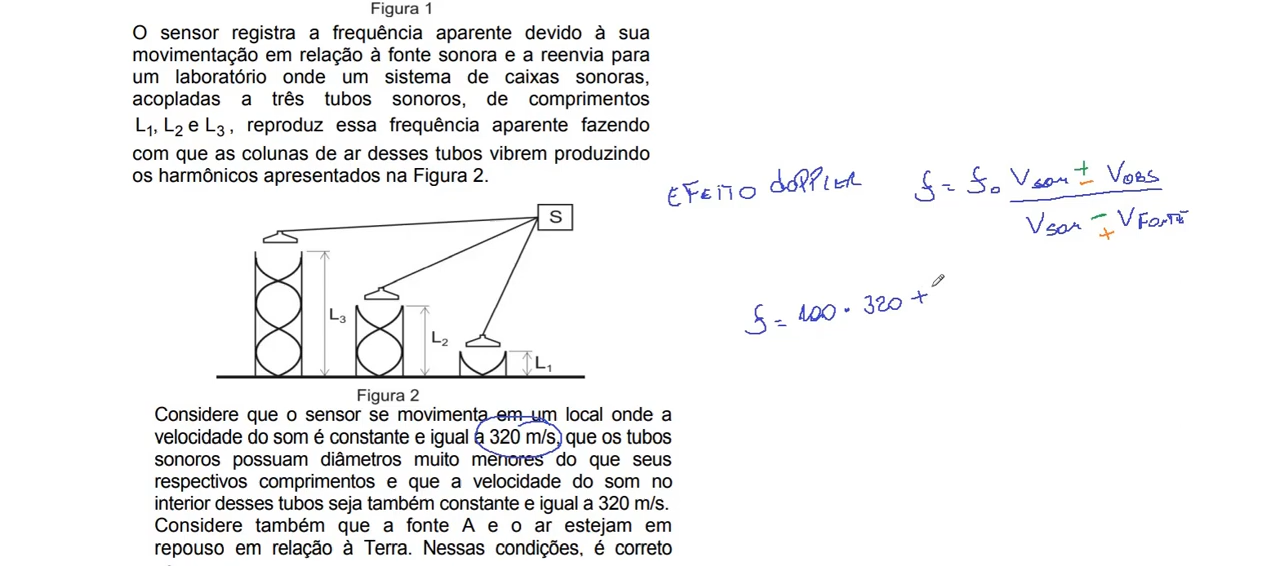 Figura 1
O sensor registra a frequência aparente devido à sua
movimentação em relação à fonte sonora e a reenvia para
um laboratório onde um sistema de caixas sonoras,
acopladas a três tubos sonoros, de comprimentos
L₁, L₂ e L₃, reproduz essa frequência aparente fazendo
com que as colunas de ar desses tubos vibrem produzindo
os harmônicos apresentados na Figura 2.
S
L₃
L₂
L₁
Figura 2
Considere que o sensor se movimenta em um local onde a
velocidade do som é constante e igual a 320 m/s, que os tubos
sonoros possuam diâmetros muito menores do que seus
respectivos comprimentos e que a velocidade do som no
interior desses tubos seja também constante e igual a 320 m/s.
Considere também que a fonte A e o ar estejam em
repouso em relação à Terra. Nessas condições, é correto
EFEITO DOPPLER
f = f₀ Vsom ± Vobs
Vsom ∓ VFONTE
f = 100 · 320 +